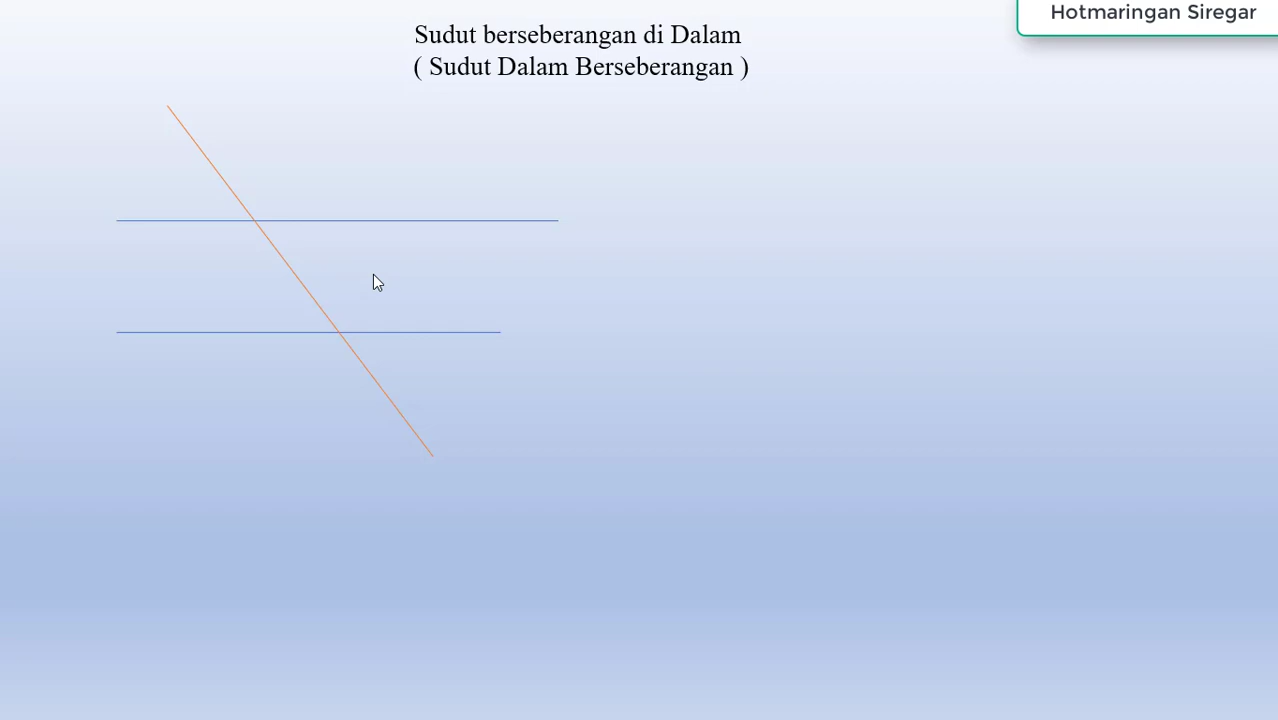 Hotmaringan Siregar
Sudut berseberangan di Dalam
( Sudut Dalam Berseberangan )